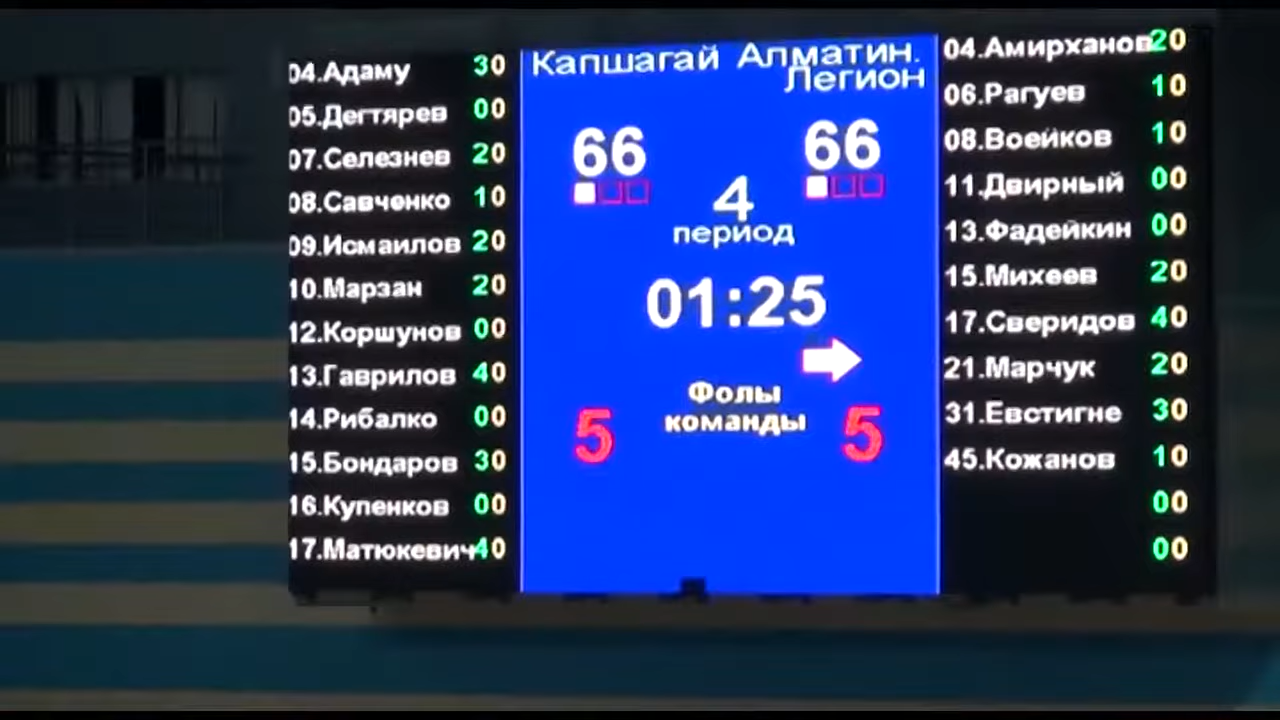 04.Адаму 30
05.Дегтярев 00
07.Селезнев 20
08.Савченко 10
09.Исмаилов 20
10.Марзан 20
12.Коршунов 00
13.Гаврилов 40
14.Рибалко 00
15.Бондаров 30
16.Купенков 00
17.Матюкевич 40
Капшагай Алматин.
Легион
66 66
4
период
01:25
Фолы
команды
5 5
04.Амирханов 20
06.Рагуев 10
08.Воейков 10
11.Двирный 00
13.Фадейкин 00
15.Михеев 20
17.Сверидов 40
21.Марчук 20
31.Евстигне 30
45.Кожанов 10
00
00